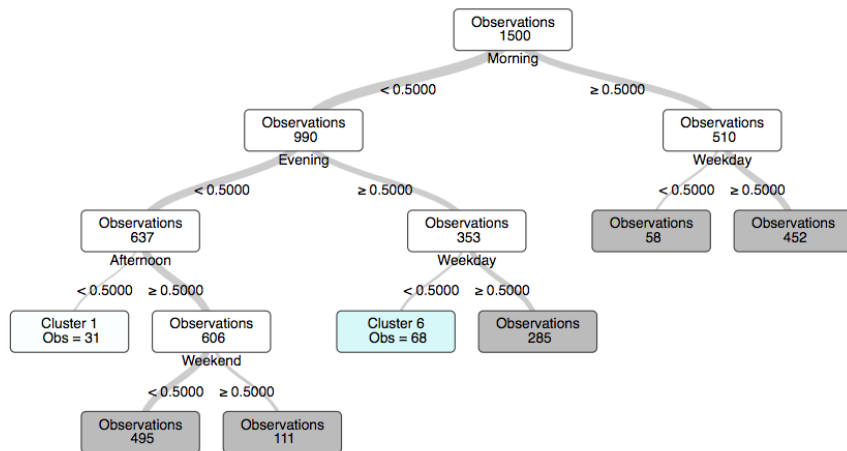 Observations
1500
Morning
< 0.5000
≥ 0.5000
Observations
990
Evening
Observations
510
Weekday
< 0.5000
≥ 0.5000
< 0.5000
≥ 0.5000
Observations
637
Afternoon
Observations
353
Weekday
Observations
58
Observations
452
< 0.5000
≥ 0.5000
< 0.5000
≥ 0.5000
Cluster 1
Obs = 31
Observations
606
Weekend
Cluster 6
Obs = 68
Observations
285
< 0.5000
≥ 0.5000
Observations
495
Observations
111